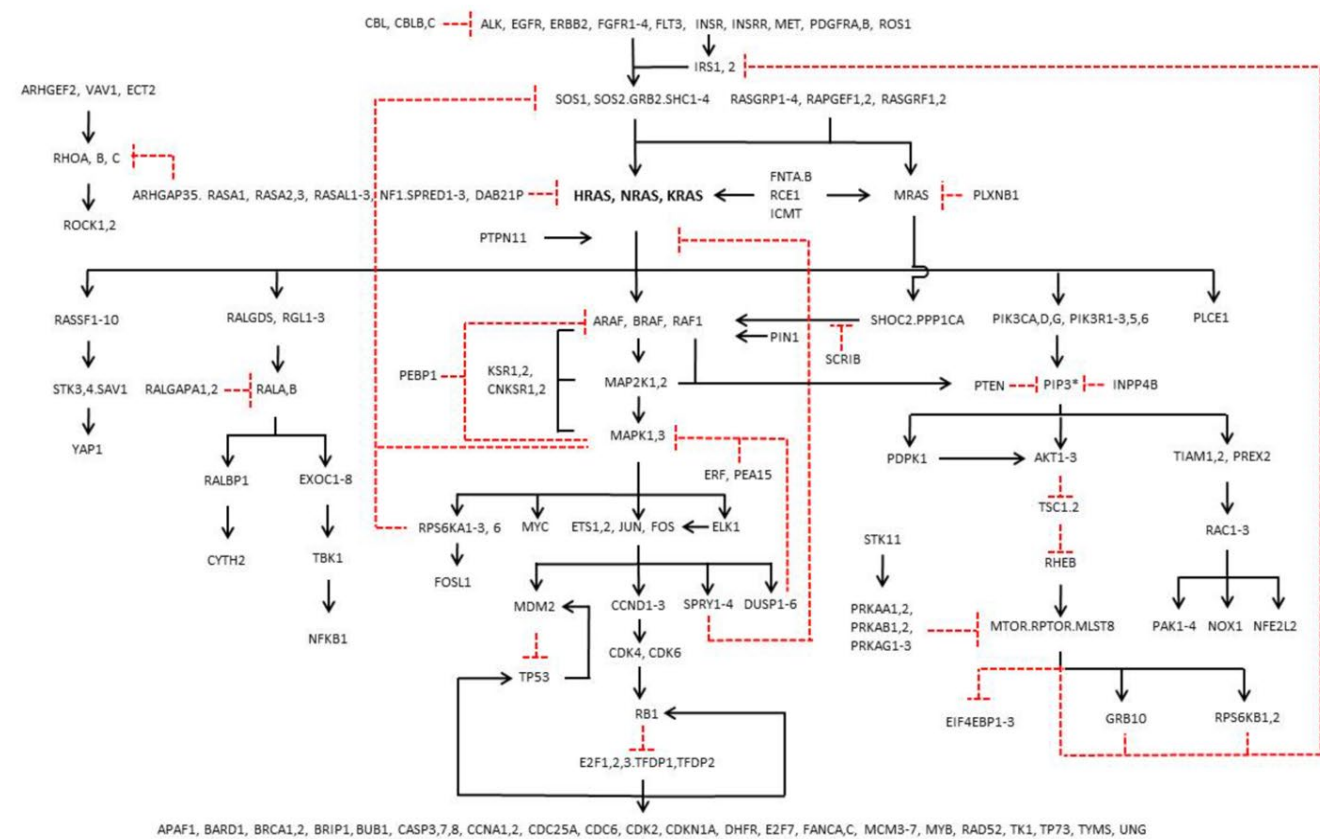 CBL, CBLB,C
ALK, EGFR, ERBB2, FGFR1-4, FLT3, INSR, INSRR, MET, PDGFRA,B, ROS1
IRS1, 2
ARHGEF2, VAV1, ECT2
SOS1, SOS2.GRB2.SHC1-4
RASGRP1-4, RAPGEF1,2, RASGRF1,2
RHOA, B, C
ARHGAP35. RASA1, RASA2,3, RASAL1-3, NF1.SPRED1-3, DAB21P
HRAS, NRAS, KRAS
FNTA.B
RCE1
ICMT
MRAS
PLXNB1
ROCK1,2
PTPN11
RASSF1-10
RALGDS, RGL1-3
ARAF, BRAF, RAF1
SHOC2.PPP1CA
PIK3CA,D,G, PIK3R1-3,5,6
PLCE1
PIN1
SCRIB
PEBP1
KSR1,2,
CNKSR1,2
STK3,4.SAV1
RALGAPA1,2
RALA,B
MAP2K1,2
PTEN
PIP3*
INPP4B
YAP1
MAPK1,3
RALBP1
EXOC1-8
ERF, PEA15
PDPK1
AKT1-3
TIAM1,2, PREX2
RPS6KA1-3, 6
MYC
ETS1,2, JUN, FOS
ELK1
TSC1.2
CYTH2
TBK1
FOSL1
STK11
RHEB
RAC1-3
NFKB1
MDM2
CCND1-3
SPRY1-4
DUSP1-6
PRKAA1,2,
PRKAB1,2,
PRKAG1-3
MTOR.RPTOR.MLST8
PAK1-4
NOX1
NFE2L2
TP53
CDK4, CDK6
RB1
EIF4EBP1-3
GRB10
RPS6KB1,2
E2F1,2,3.TFDP1,TFDP2
APAF1, BARD1, BRCA1,2, BRIP1, BUB1, CASP3,7,8, CCNA1,2, CDC25A, CDC6, CDK2, CDKN1A, DHFR, E2F7, FANCA,C, MCM3-7, MYB, RAD52, TK1, TP73, TYMS, UNG